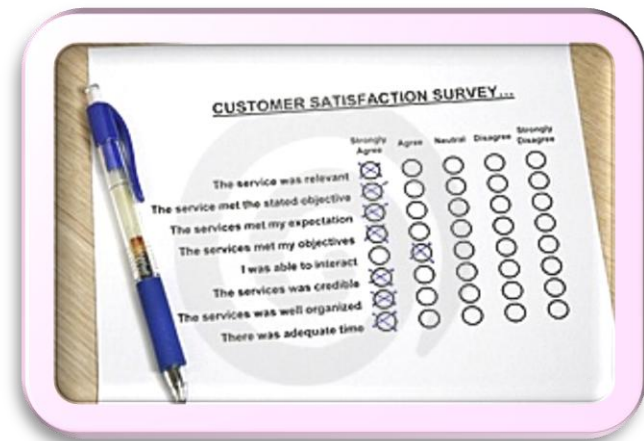 CUSTOMER SATISFACTION SURVEY...
Strongly Agree Agree Neutral Disagree Strongly Disagree
The service was relevant
The service met the stated objective
The services met my expectation
The services met my objectives
I was able to interact
The services was credible
The services was well organized
There was adequate time